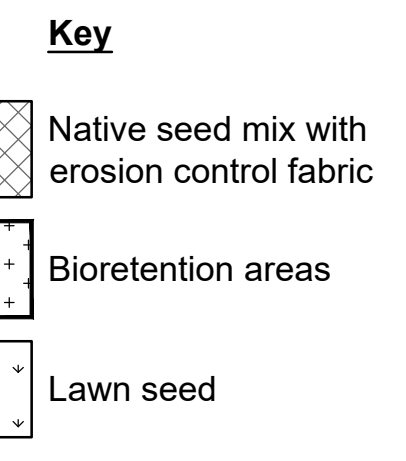 Key
Native seed mix with
erosion control fabric
Bioretention areas
Lawn seed